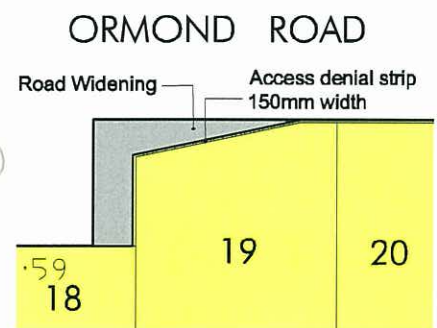 ORMOND ROAD
Road Widening
Access denial strip
150mm width
19
20
·59
18